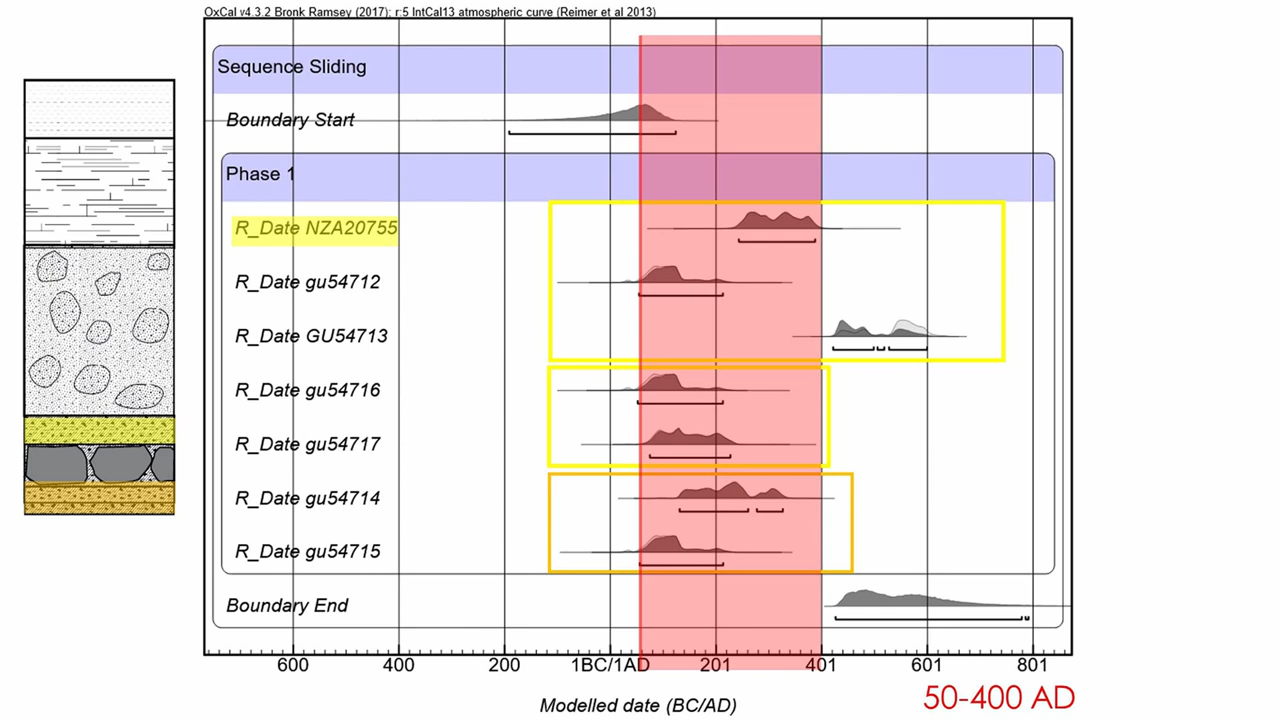 OxCal v4.3.2 Bronk Ramsey (2017); r:5 IntCal13 atmospheric curve (Reimer et al 2013)
Sequence Sliding
Boundary Start
Phase 1
R_Date NZA20755
R_Date gu54712
R_Date GU54713
R_Date gu54716
R_Date gu54717
R_Date gu54714
R_Date gu54715
Boundary End
600 400 200 1BC/1AD 201 401 601 801
Modelled date (BC/AD)
50-400 AD